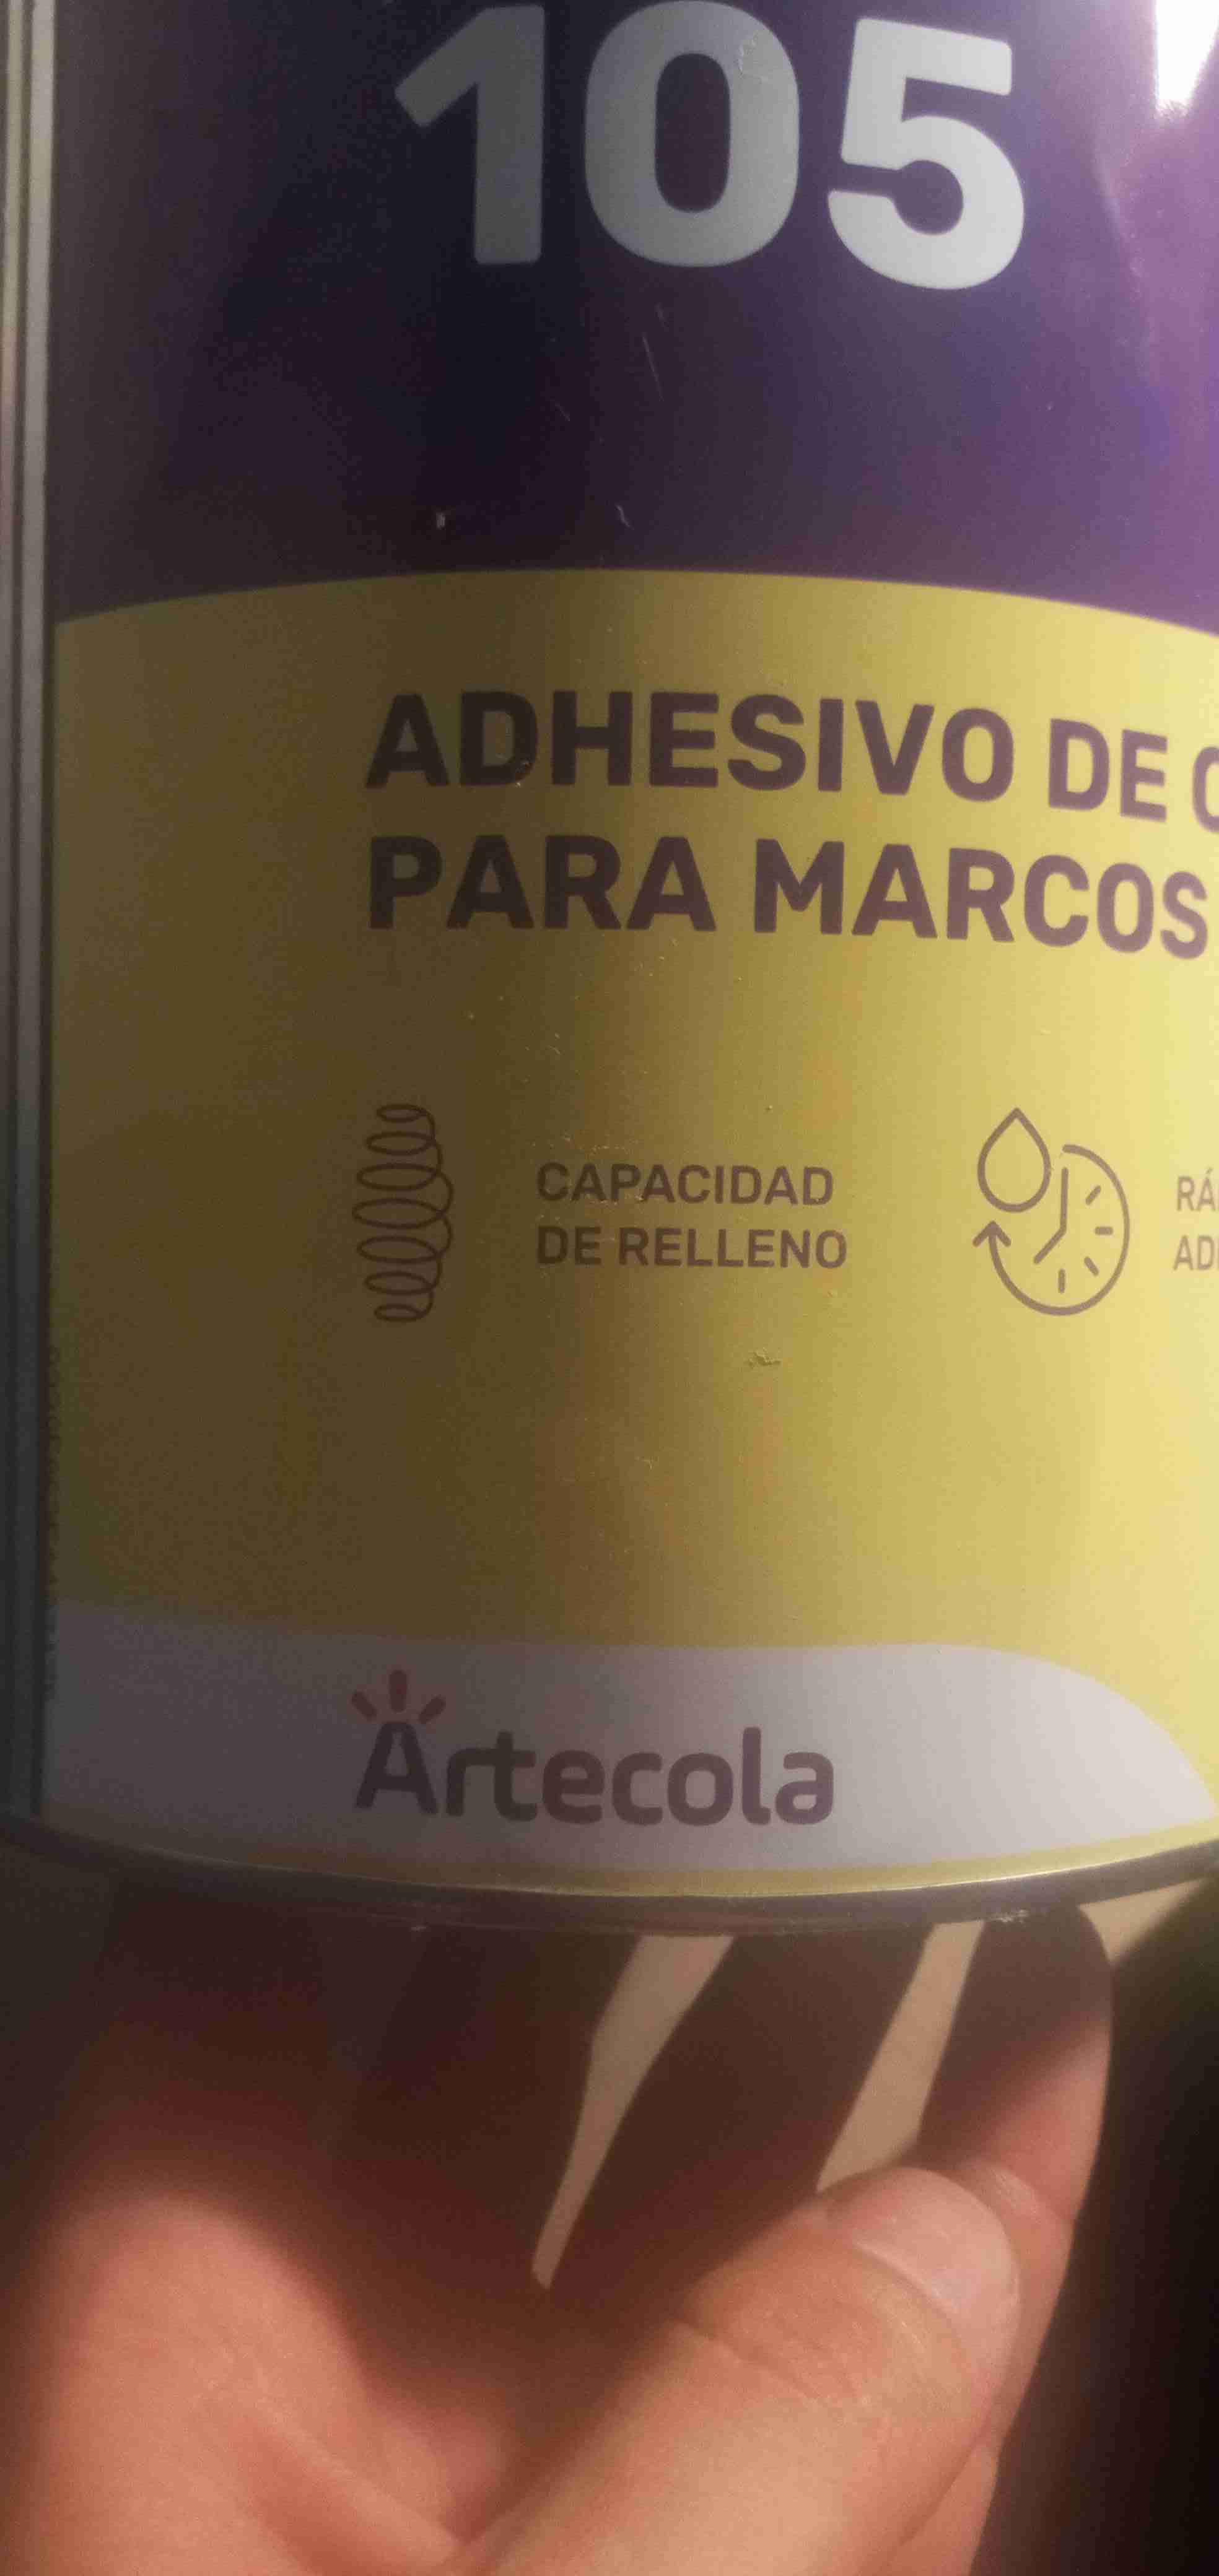 105
ADHESIVO DE
PARA MARCOS
CAPACIDAD
DE RELLENO
Artecola